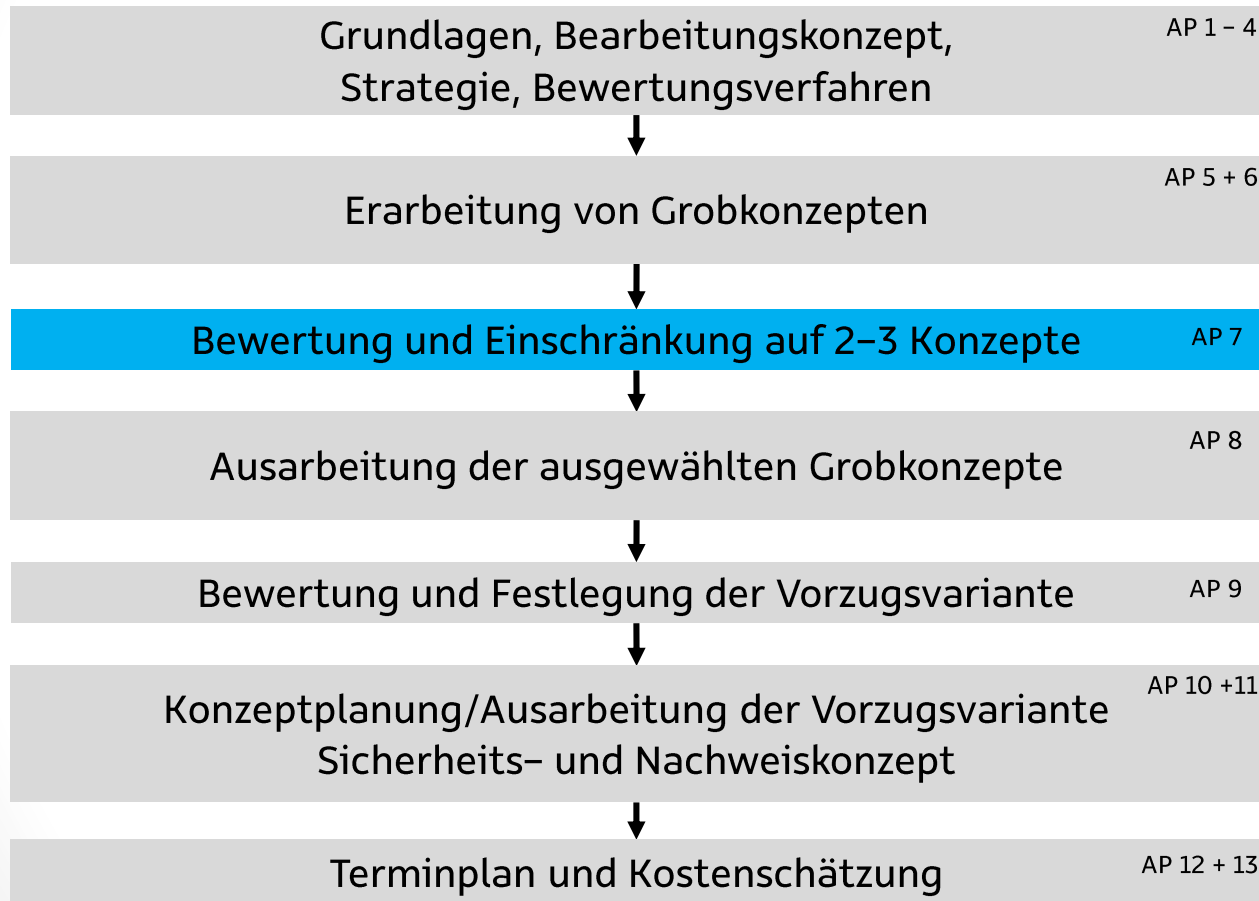 Grundlagen, Bearbeitungskonzept,
Strategie, Bewertungsverfahren
AP 1 – 4
Erarbeitung von Grobkonzepten
AP 5 + 6
Bewertung und Einschränkung auf 2–3 Konzepte
AP 7
Ausarbeitung der ausgewählten Grobkonzepte
AP 8
Bewertung und Festlegung der Vorzugsvariante
AP 9
Konzeptplanung/Ausarbeitung der Vorzugsvariante
Sicherheits– und Nachweiskonzept
AP 10 +11
Terminplan und Kostenschätzung
AP 12 + 13